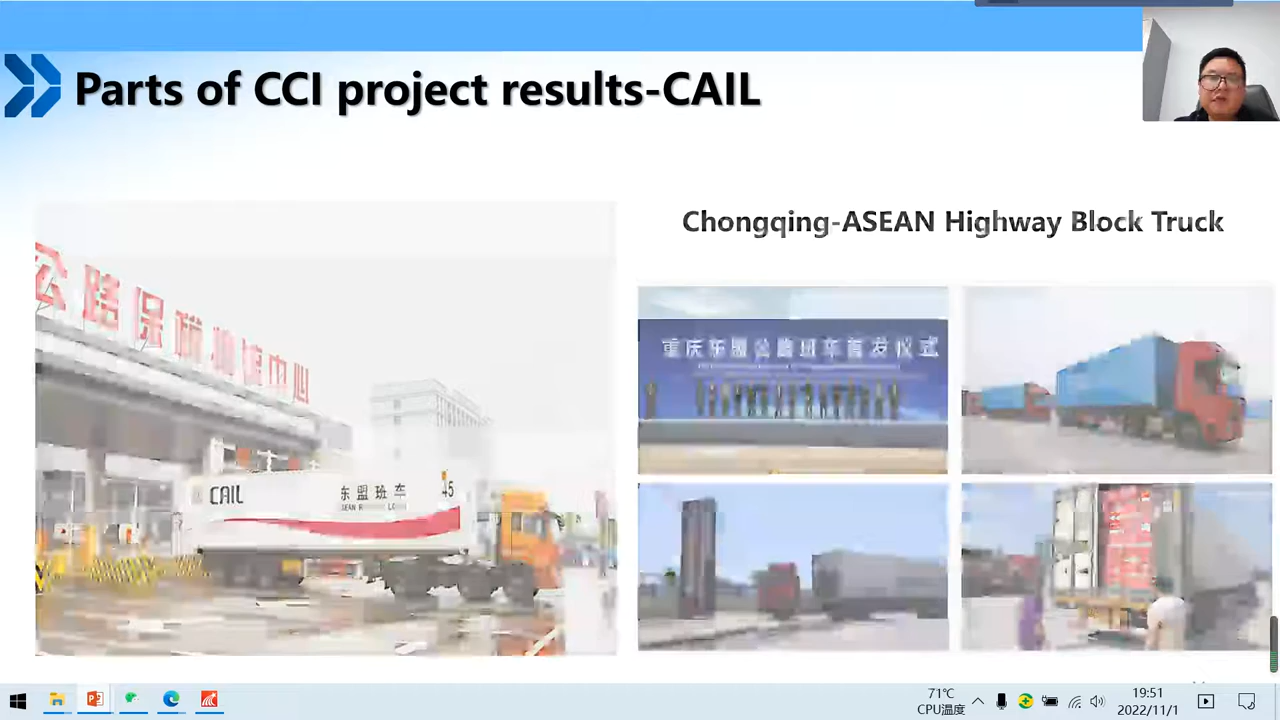 Parts of CCI project results-CAIL
Chongqing-ASEAN Highway Block Truck
公路保税物流中心
重庆东盟公路班车首发仪式
CAIL
东盟班车
45
71℃
CPU温度
19:51
2022/11/1